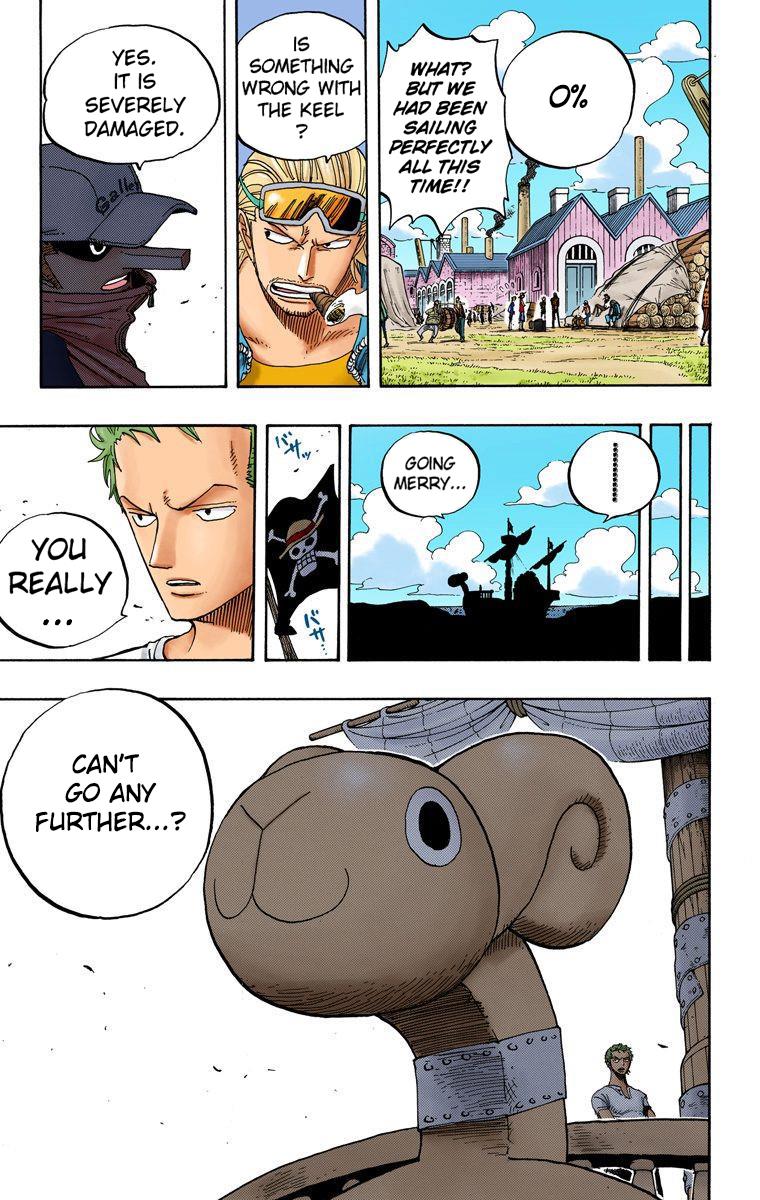 0%
WHAT?
BUT WE
HAD BEEN
SAILING
PERFECTLY
ALL THIS
TIME!!
IS
SOMETHING
WRONG WITH
THE KEEL
?
YES.
IT IS
SEVERELY
DAMAGED.
Galle
............
GOING
MERRY...
バサッ
バサ...
YOU
REALLY
...
CAN'T
GO ANY
FURTHER...?